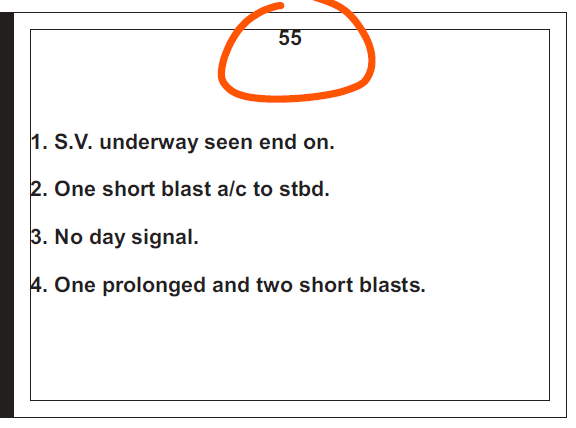 55
1. S.V. underway seen end on.
2. One short blast a/c to stbd.
3. No day signal.
4. One prolonged and two short blasts.